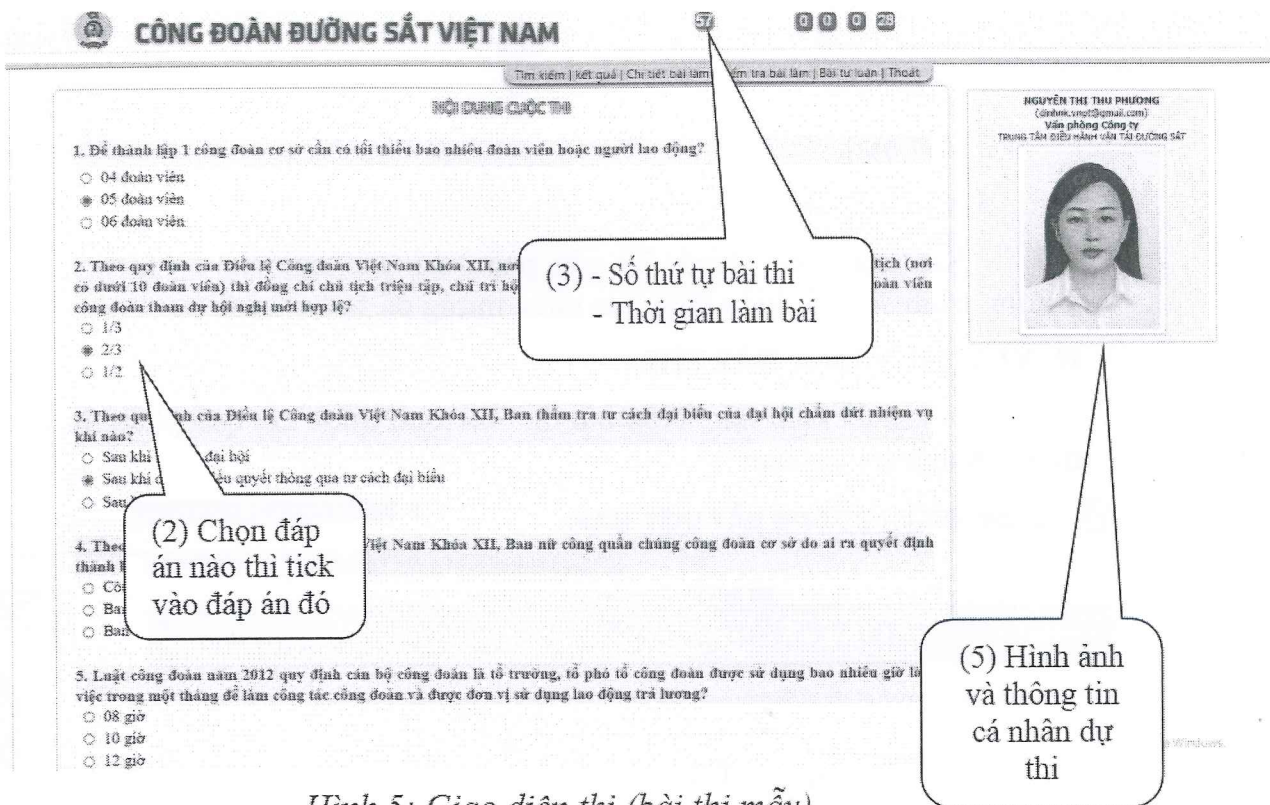 CÔNG ĐOÀN ĐƯỜNG SẮT VIỆT NAM
57
0 0 0 28
Tìm kiếm | Kết quả | Chi tiết bài làm | tra bài làm | Bài tự luận | Thoát
NỘI DUNG CUỘC THI
NGUYỄN THỊ THU PHƯƠNG
(dinhnk.vnpt@gmail.com)
Văn phòng Công ty
TRUNG TÂM ĐIỀU HÀNH VẬN TẢI ĐƯỜNG SẮT
1. Để thành lập 1 công đoàn cơ sở cần có tối thiểu bao nhiêu đoàn viên hoặc người lao động?
04 đoàn viên
05 đoàn viên
06 đoàn viên
2. Theo quy định của Điều lệ Công đoàn Việt Nam Khóa XII, nơi tịch (nơi
có dưới 10 đoàn viên) thì đồng chí chủ tịch triệu tập, chủ trì hộ đoàn viên
công đoàn tham dự hội nghị mới hợp lệ?
1/3
2/3
1/2
(3) - Số thứ tự bài thi
- Thời gian làm bài
3. Theo quy định của Điều lệ Công đoàn Việt Nam Khóa XII, Ban thẩm tra tư cách đại biểu của đại hội chấm dứt nhiệm vụ
khi nào?
Sau khi đại hội
Sau khi quyết thông qua tư cách đại biểu
Sau
(2) Chọn đáp
án nào thì tick
vào đáp án đó
4. Theo Việt Nam Khóa XII, Ban nữ công quần chúng công đoàn cơ sở do ai ra quyết định
thành
Ba
Ban
5. Luật công đoàn năm 2012 quy định cán bộ công đoàn là tổ trưởng, tổ phó tổ công đoàn được sử dụng bao nhiêu giờ là
việc trong một tháng để làm công tác công đoàn và được đơn vị sử dụng lao động trả lương?
08 giờ
10 giờ
12 giờ
(5) Hình ảnh
và thông tin
cá nhân dự
thi
Windows.
Hình 5: Giao diện thi (bài thi mẫu)